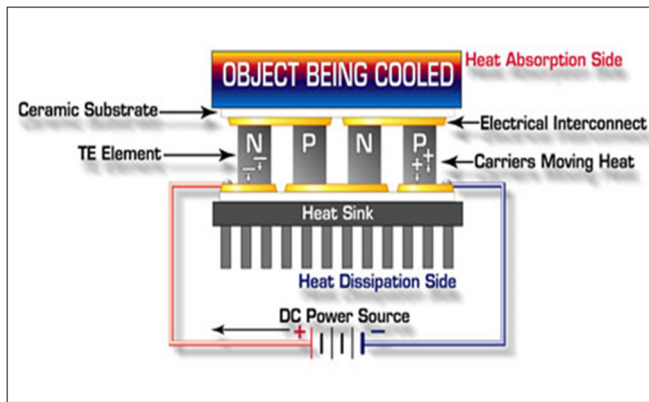 OBJECT BEING COOLED
Heat Absorption Side
Ceramic Substrate
Electrical Interconnect
N P N P
TE Element
Carriers Moving Heat
− −
+ +
Heat Sink
Heat Dissipation Side
DC Power Source
+ −